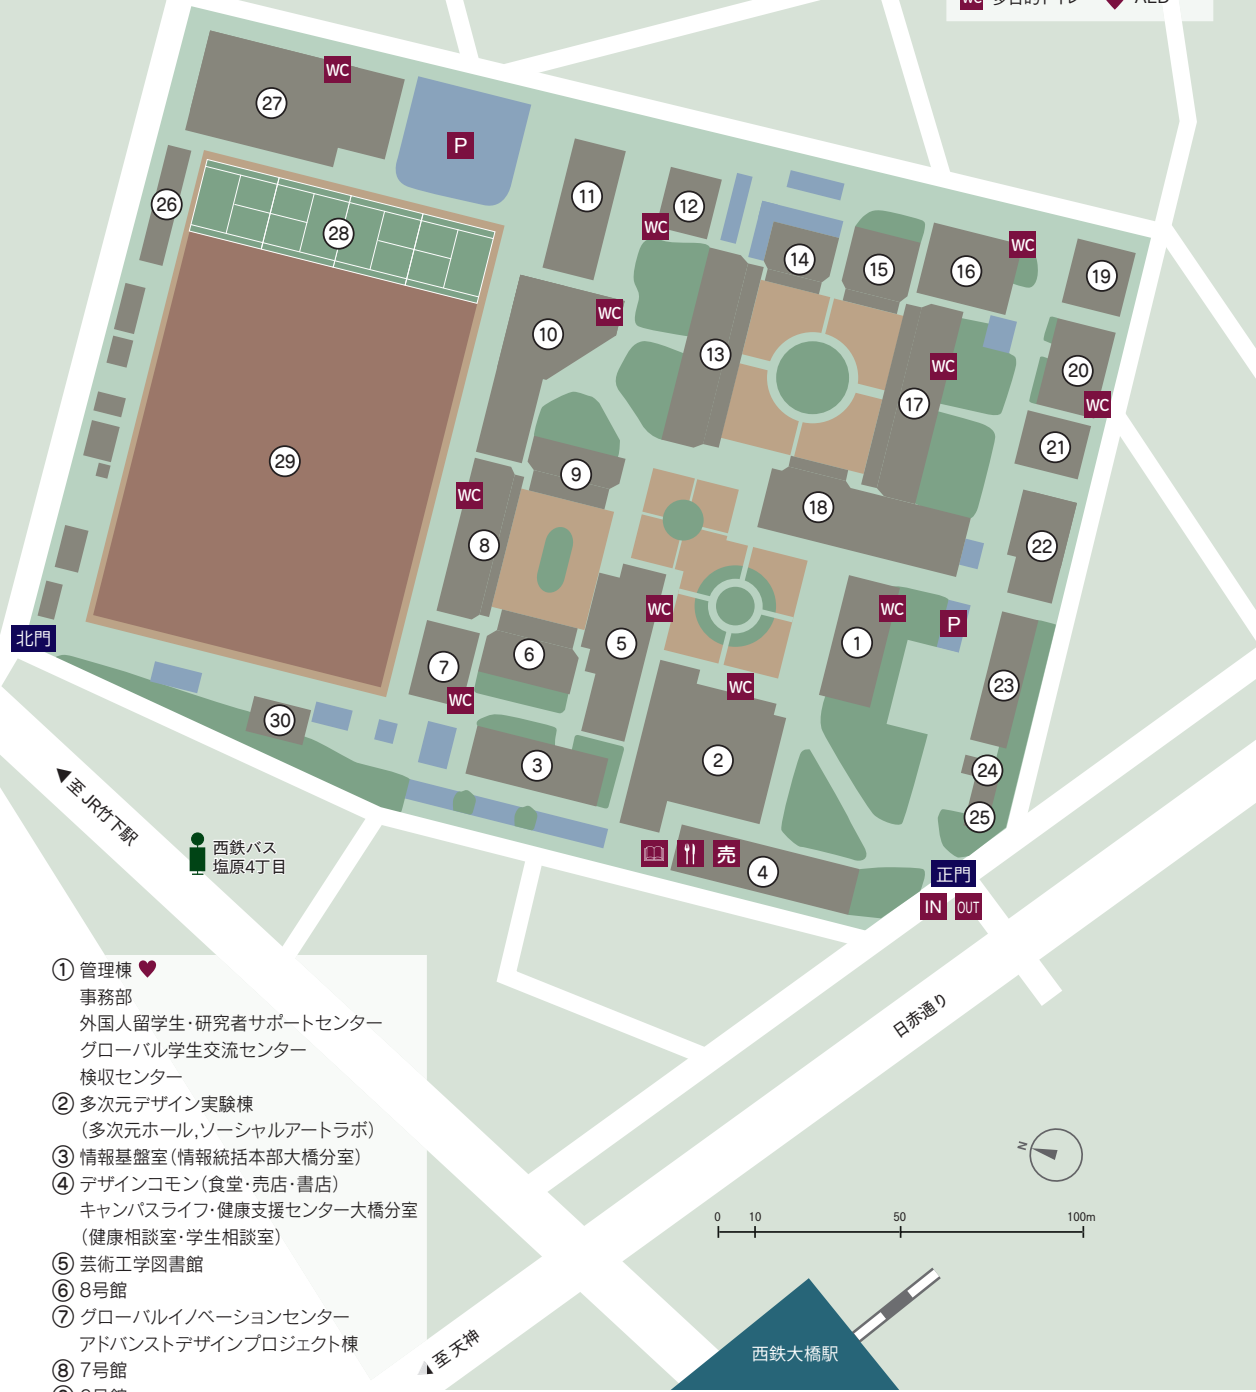 WC 多目的トイレ AED
WC
27
P
11
26
12
WC
28
WC
14
15
16
19
WC
10
13
WC
20
17
WC
21
29
9
WC
18
8
22
WC
WC
P
北門
5
1
6
7
WC
23
WC
30
2
3
24
25
至 JR竹下駅
西鉄バス
塩原4丁目
売
4
正門
IN OUT
① 管理棟
事務部
外国人留学生・研究者サポートセンター
グローバル学生交流センター
検収センター
② 多次元デザイン実験棟
(多次元ホール,ソーシャルアートラボ)
③ 情報基盤室(情報統括本部大橋分室)
④ デザインコモン(食堂・売店・書店)
キャンパスライフ・健康支援センター大橋分室
(健康相談室・学生相談室)
⑤ 芸術工学図書館
⑥ 8号館
⑦ グローバルイノベーションセンター
アドバンストデザインプロジェクト棟
⑧ 7号館
日赤通り
N
0 10 50 100m
至 天神
西鉄大橋駅